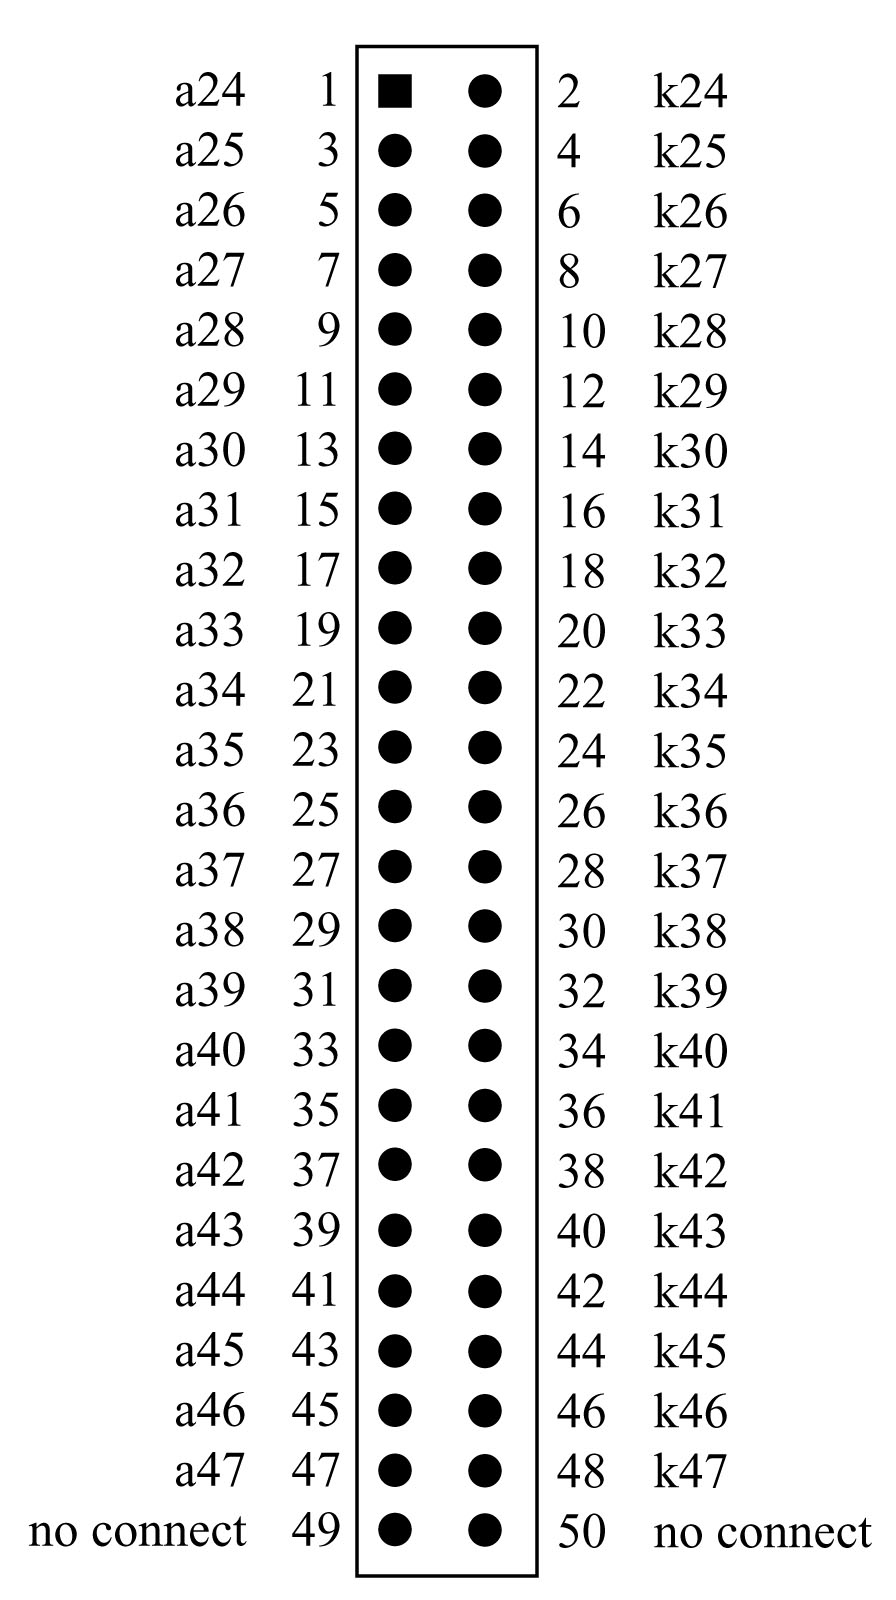 a24 1 2 k24
a25 3 4 k25
a26 5 6 k26
a27 7 8 k27
a28 9 10 k28
a29 11 12 k29
a30 13 14 k30
a31 15 16 k31
a32 17 18 k32
a33 19 20 k33
a34 21 22 k34
a35 23 24 k35
a36 25 26 k36
a37 27 28 k37
a38 29 30 k38
a39 31 32 k39
a40 33 34 k40
a41 35 36 k41
a42 37 38 k42
a43 39 40 k43
a44 41 42 k44
a45 43 44 k45
a46 45 46 k46
a47 47 48 k47
no connect 49 50 no connect